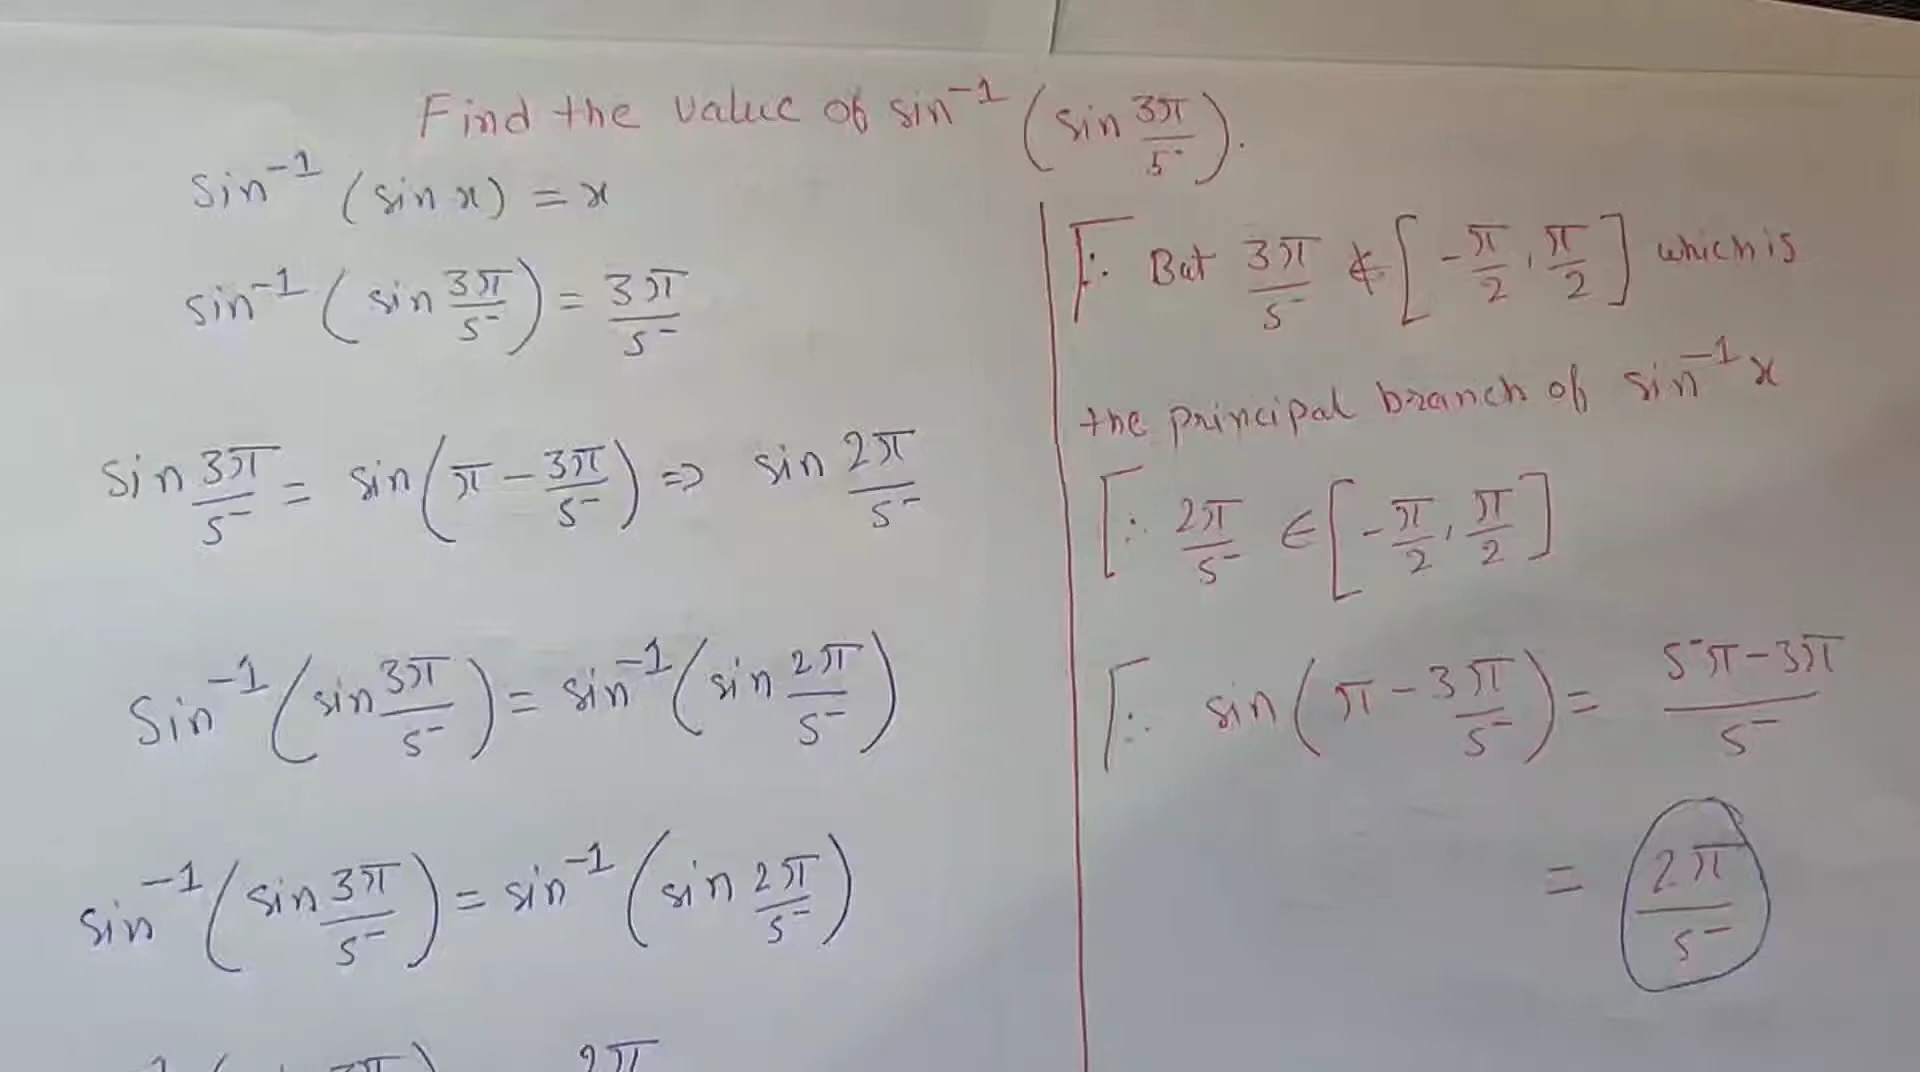 Find the value of sin⁻¹ (sin 3π/5).
sin⁻¹ (sin x) = x
sin⁻¹ (sin 3π/5) = 3π/5
sin 3π/5 = sin (π - 3π/5) => sin 2π/5
sin⁻¹ (sin 3π/5) = sin⁻¹ (sin 2π/5)
sin⁻¹ (sin 3π/5) = sin⁻¹ (sin 2π/5)
2π
[∵ But 3π/5 ∉ [-π/2, π/2] which is
the principal branch of sin⁻¹ x
[∵ 2π/5 ∈ [-π/2, π/2]
[∵ sin (π - 3π/5) = 5π-3π/5
= 2π/5